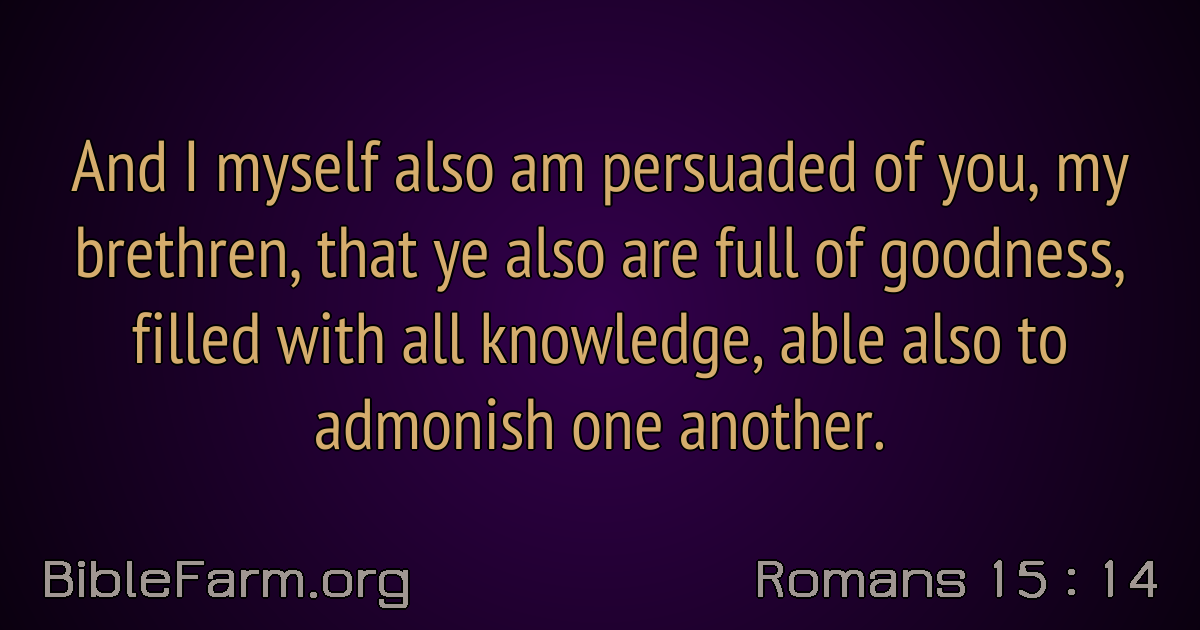 And I myself also am persuaded of you, my
brethren, that ye also are full of goodness,
filled with all knowledge, able also to
admonish one another.
BibleFarm.org
Romans 15 : 14